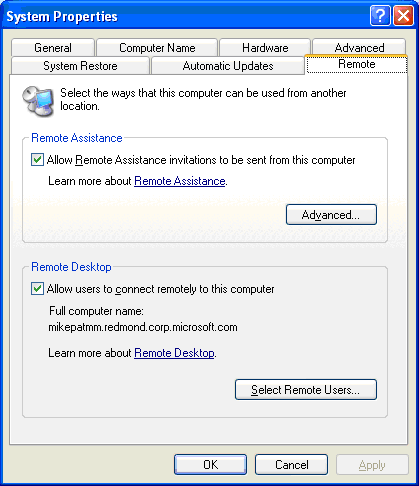 System Properties
General Computer Name Hardware Advanced
System Restore Automatic Updates Remote
Select the ways that this computer can be used from another
location.
Remote Assistance
Allow Remote Assistance invitations to be sent from this computer
Learn more about Remote Assistance.
Advanced...
Remote Desktop
Allow users to connect remotely to this computer
Full computer name:
mikepatmm.redmond.corp.microsoft.com
Learn more about Remote Desktop.
Select Remote Users...
OK Cancel Apply